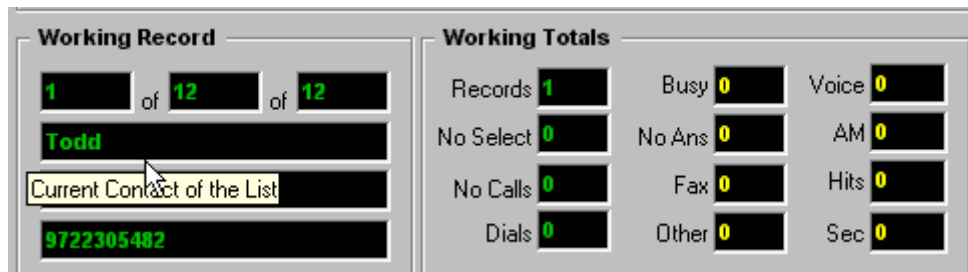 Working Record
1 of 12 of 12
Todd
Current Contact of the List
9722305482
Working Totals
Records 1 Busy 0 Voice 0
No Select 0 No Ans 0 AM 0
No Calls 0 Fax 0 Hits 0
Dials 0 Other 0 Sec 0